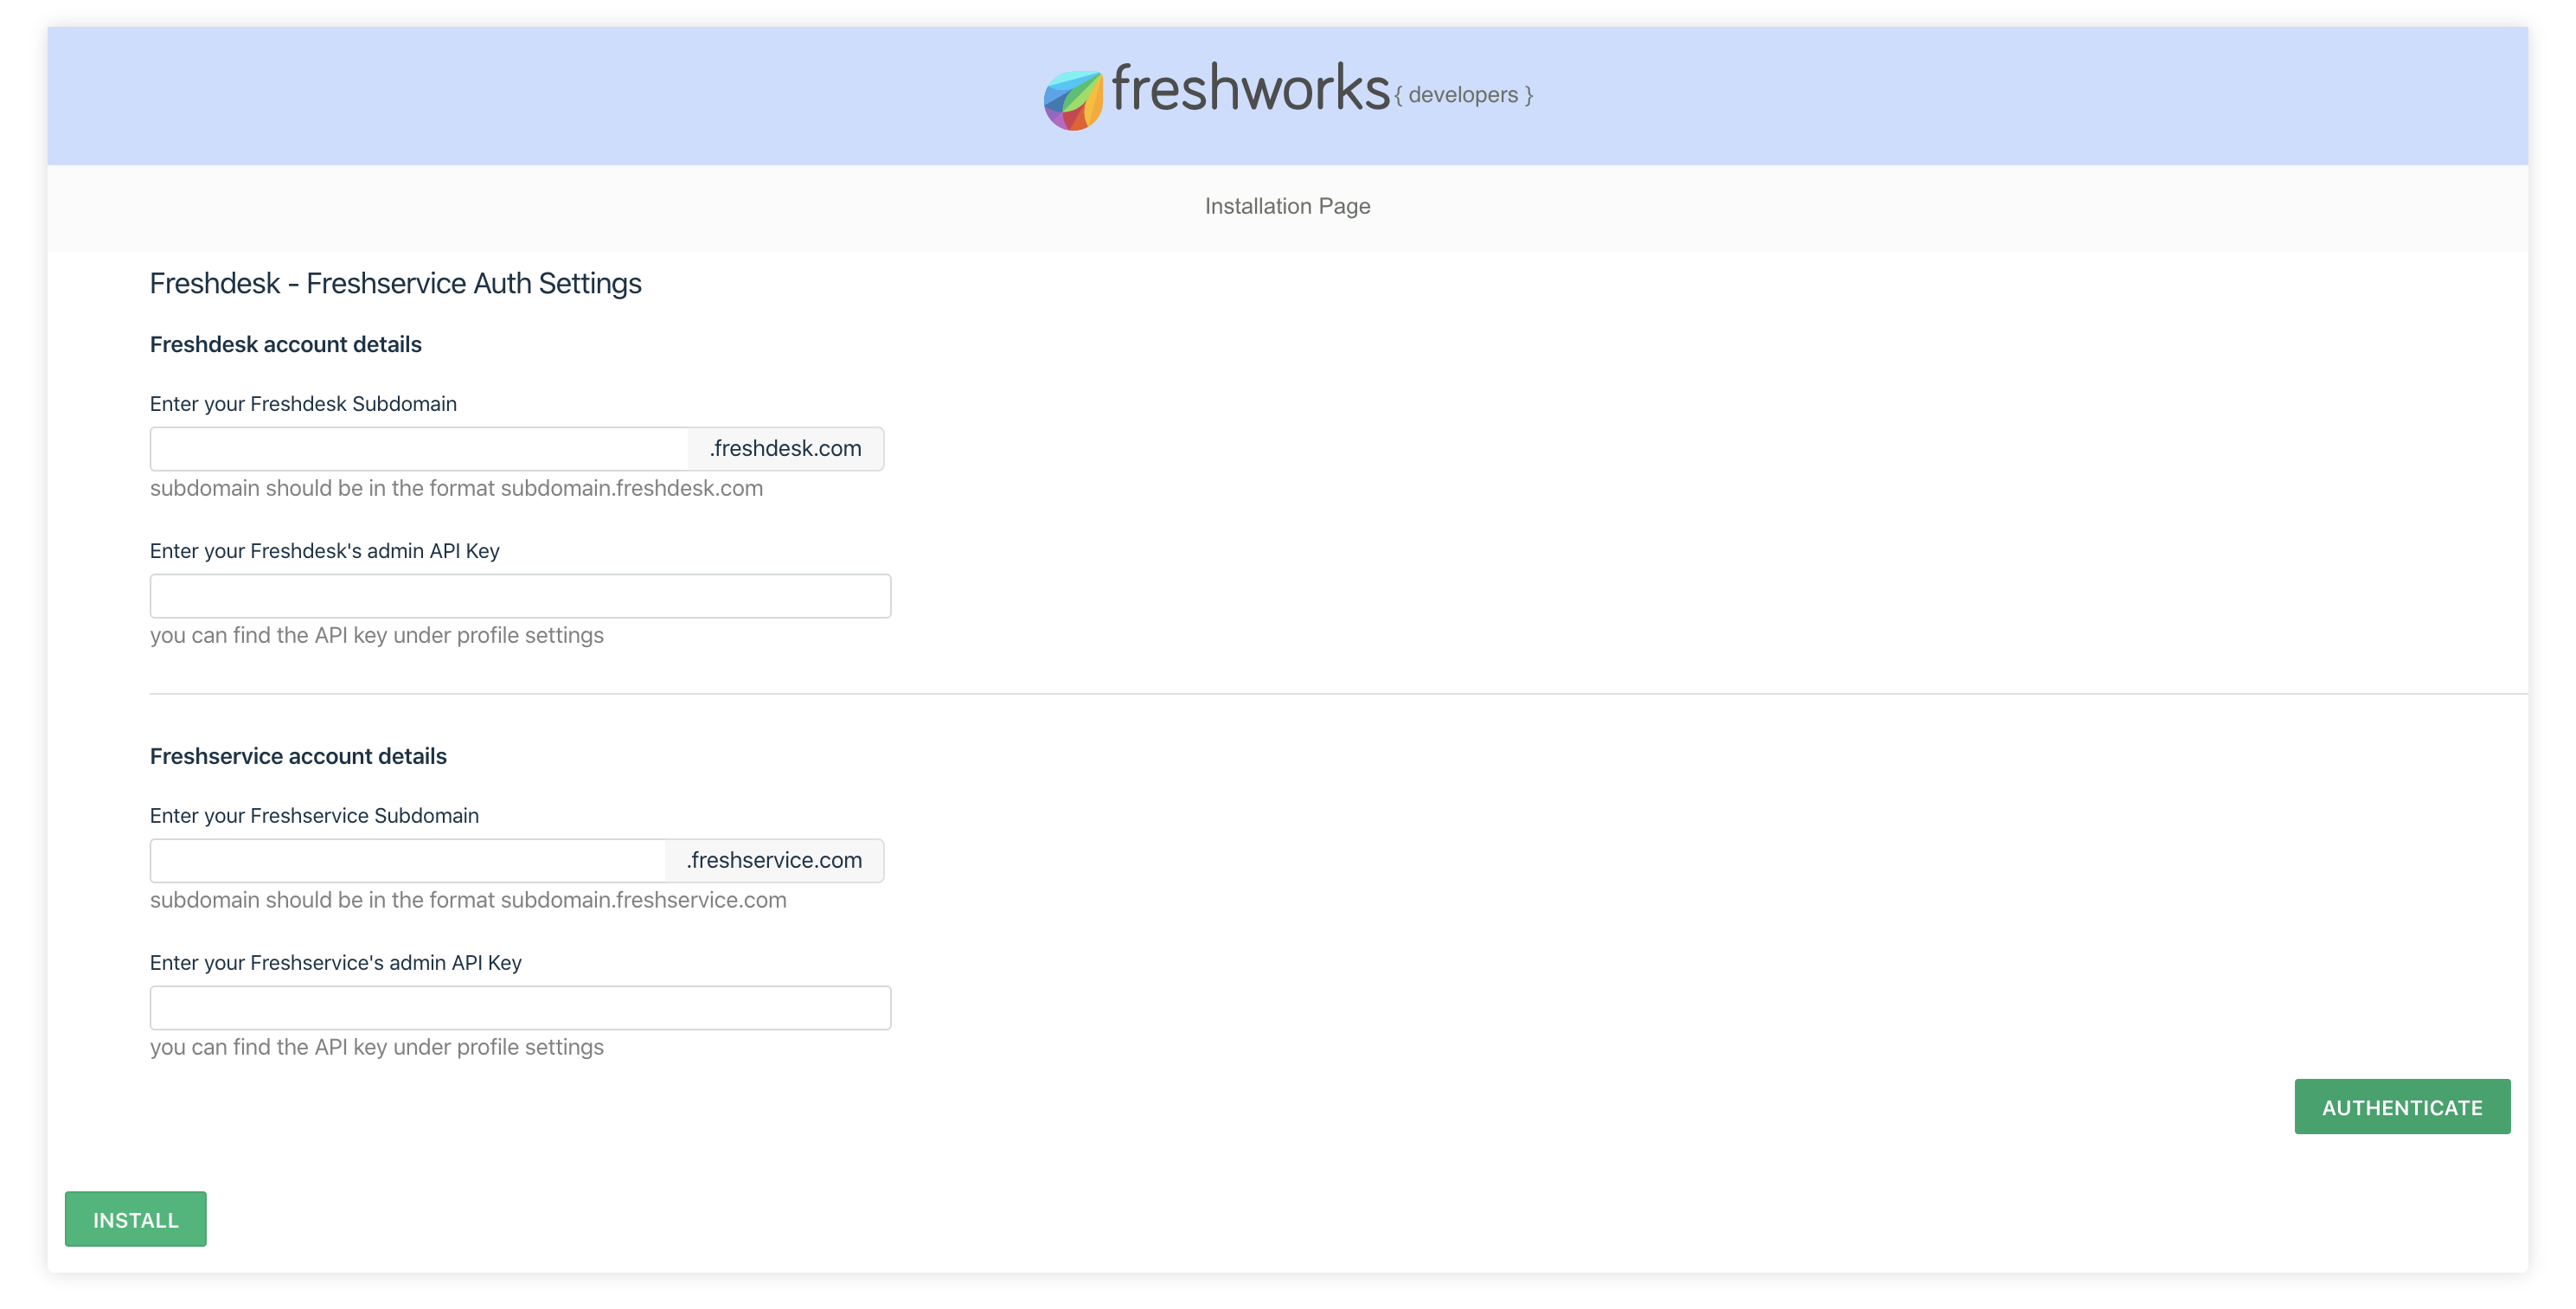 freshworks { developers }
Installation Page
Freshdesk - Freshservice Auth Settings
Freshdesk account details
Enter your Freshdesk Subdomain
.freshdesk.com
subdomain should be in the format subdomain.freshdesk.com
Enter your Freshdesk's admin API Key
you can find the API key under profile settings
Freshservice account details
Enter your Freshservice Subdomain
.freshservice.com
subdomain should be in the format subdomain.freshservice.com
Enter your Freshservice's admin API Key
you can find the API key under profile settings
AUTHENTICATE
INSTALL